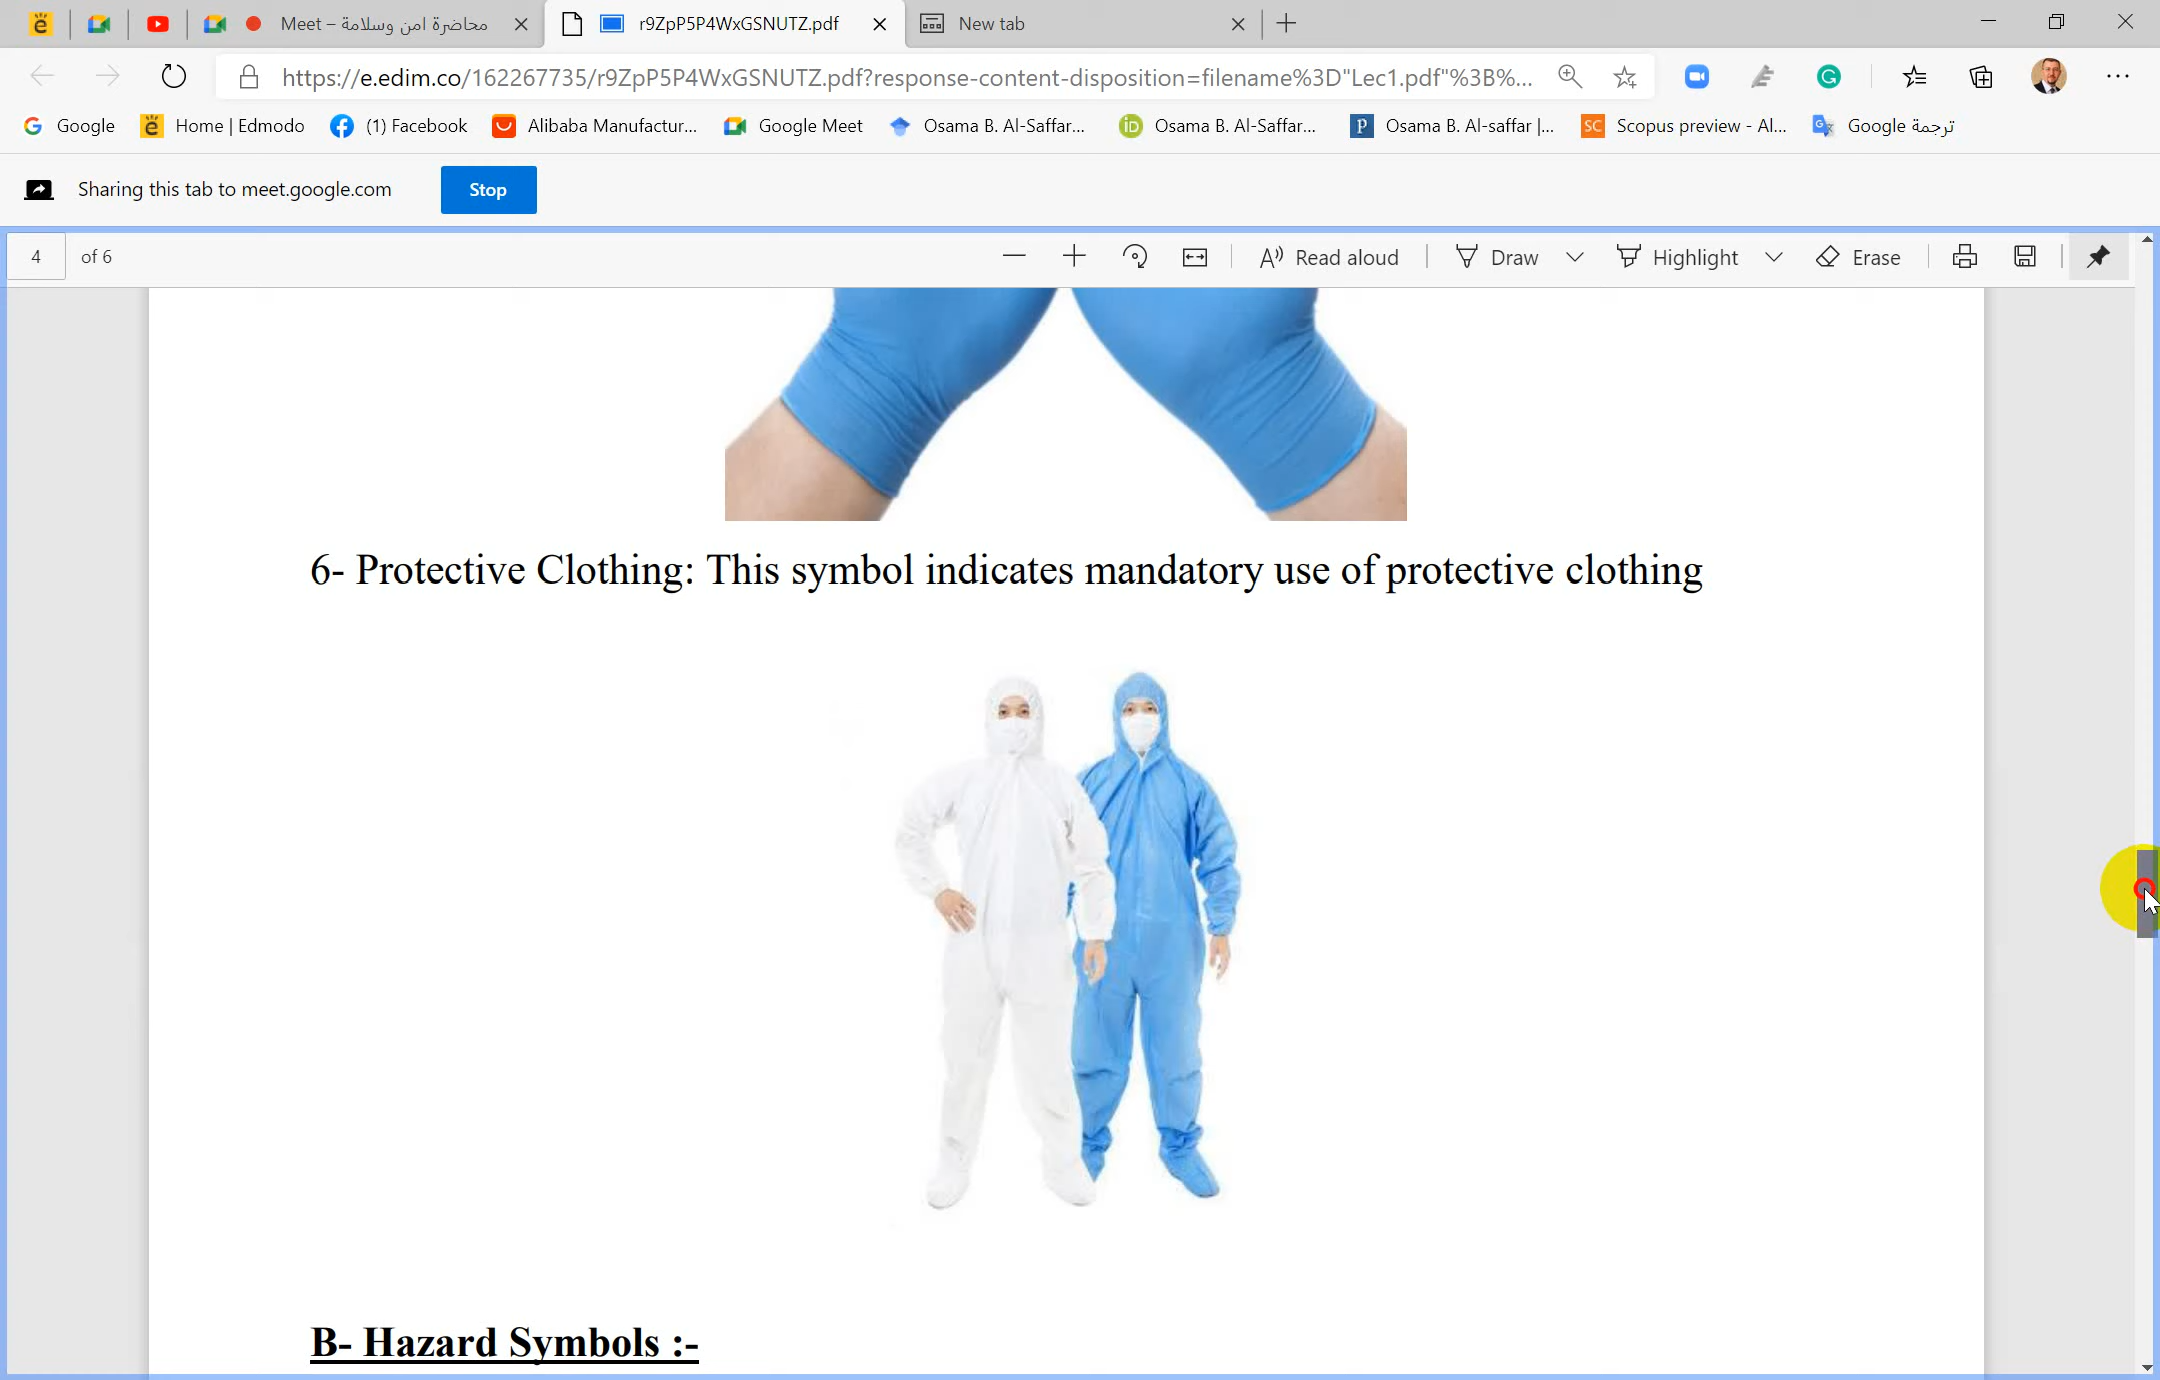 Meet – محاضرة امن وسلامة
r9ZpP5P4WxGSNUTZ.pdf
New tab
https://e.edim.co/162267735/r9ZpP5P4WxGSNUTZ.pdf?response-content-disposition=filename%3D"Lec1.pdf"%3B%...
Google
Home | Edmodo
(1) Facebook
Alibaba Manufactur...
Google Meet
Osama B. Al-Saffar...
Osama B. Al-Saffar...
Osama B. Al-saffar |...
Scopus preview - Al...
ترجمة Google
Sharing this tab to meet.google.com
Stop
4 of 6
Read aloud
Draw
Highlight
Erase
6- Protective Clothing: This symbol indicates mandatory use of protective clothing
B- Hazard Symbols :-